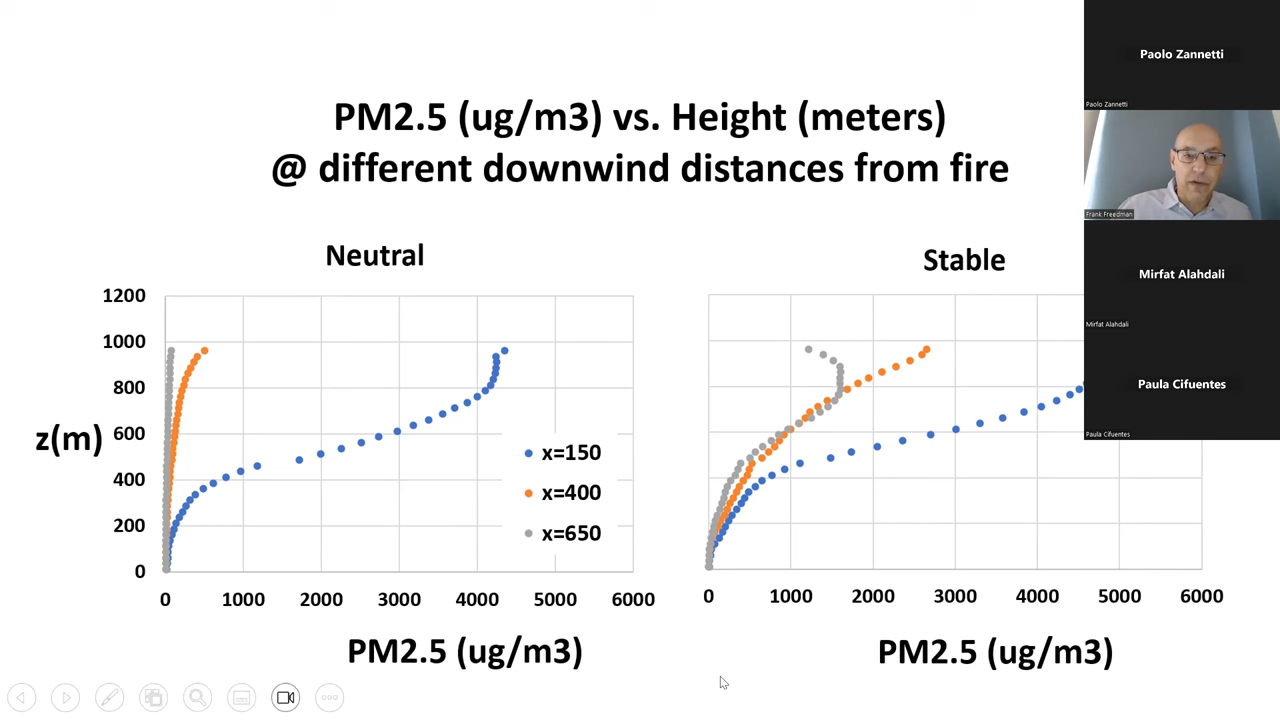 PM2.5 (ug/m3) vs. Height (meters)
@ different downwind distances from fire
Neutral
1200
1000
800
600
400
200
0
z(m)
x=150
x=400
x=650
0 1000 2000 3000 4000 5000 6000
PM2.5 (ug/m3)
Stable
0 1000 2000 3000 4000 5000 6000
PM2.5 (ug/m3)
Paolo Zannetti
Paolo Zannetti
Frank Freedman
Mirfat Alahdali
Mirfat Alahdali
Paula Cifuentes
Paula Cifuentes